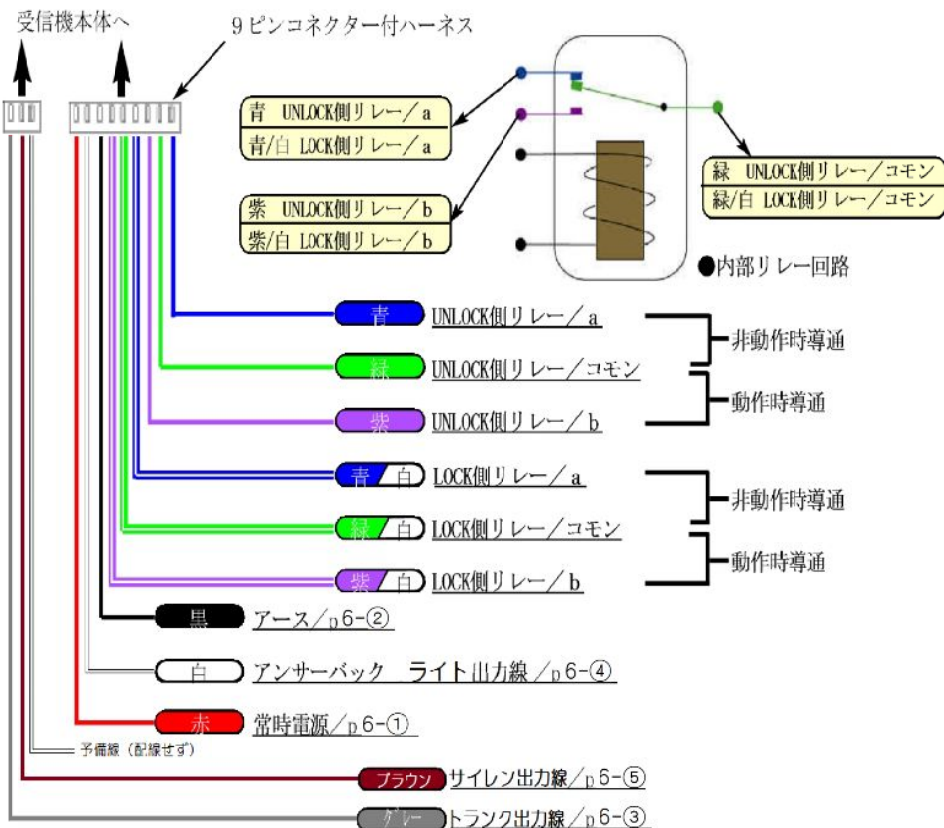 受信機本体へ
9ピンコネクター付ハーネス
青 UNLOCK側リレー/a
青/白 LOCK側リレー/a
紫 UNLOCK側リレー/b
紫/白 LOCK側リレー/b
緑 UNLOCK側リレー/コモン
緑/白 LOCK側リレー/コモン
●内部リレー回路
青 UNLOCK側リレー/a
非動作時導通
緑 UNLOCK側リレー/コモン
動作時導通
紫 UNLOCK側リレー/b
青/白 LOCK側リレー/a
非動作時導通
緑/白 LOCK側リレー/コモン
動作時導通
紫/白 LOCK側リレー/b
黒 アース/p6-②
白 アンサーバック ライト出力線/p6-④
赤 常時電源/p6-①
予備線(配線せず)
ブラウン サイレン出力線/p6-⑤
グレー トランク出力線/p6-③